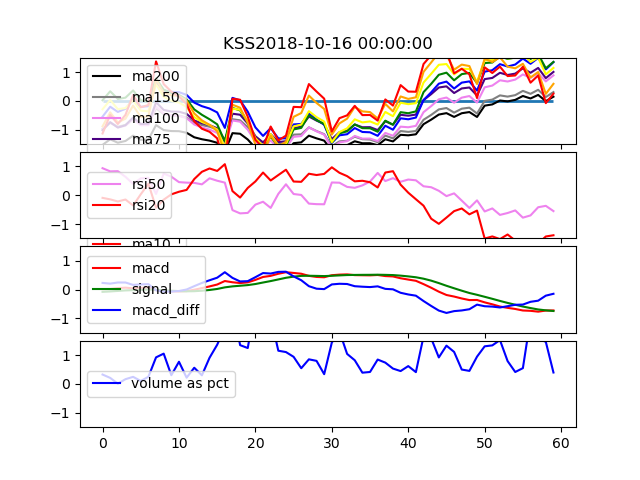 KSS2018-10-16 00:00:00
1
0
−1
ma200
ma150
ma100
ma75
1
0
−1
rsi50
rsi20
ma10
1
0
−1
macd
signal
macd_diff
1
0
−1
volume as pct
0 10 20 30 40 50 60